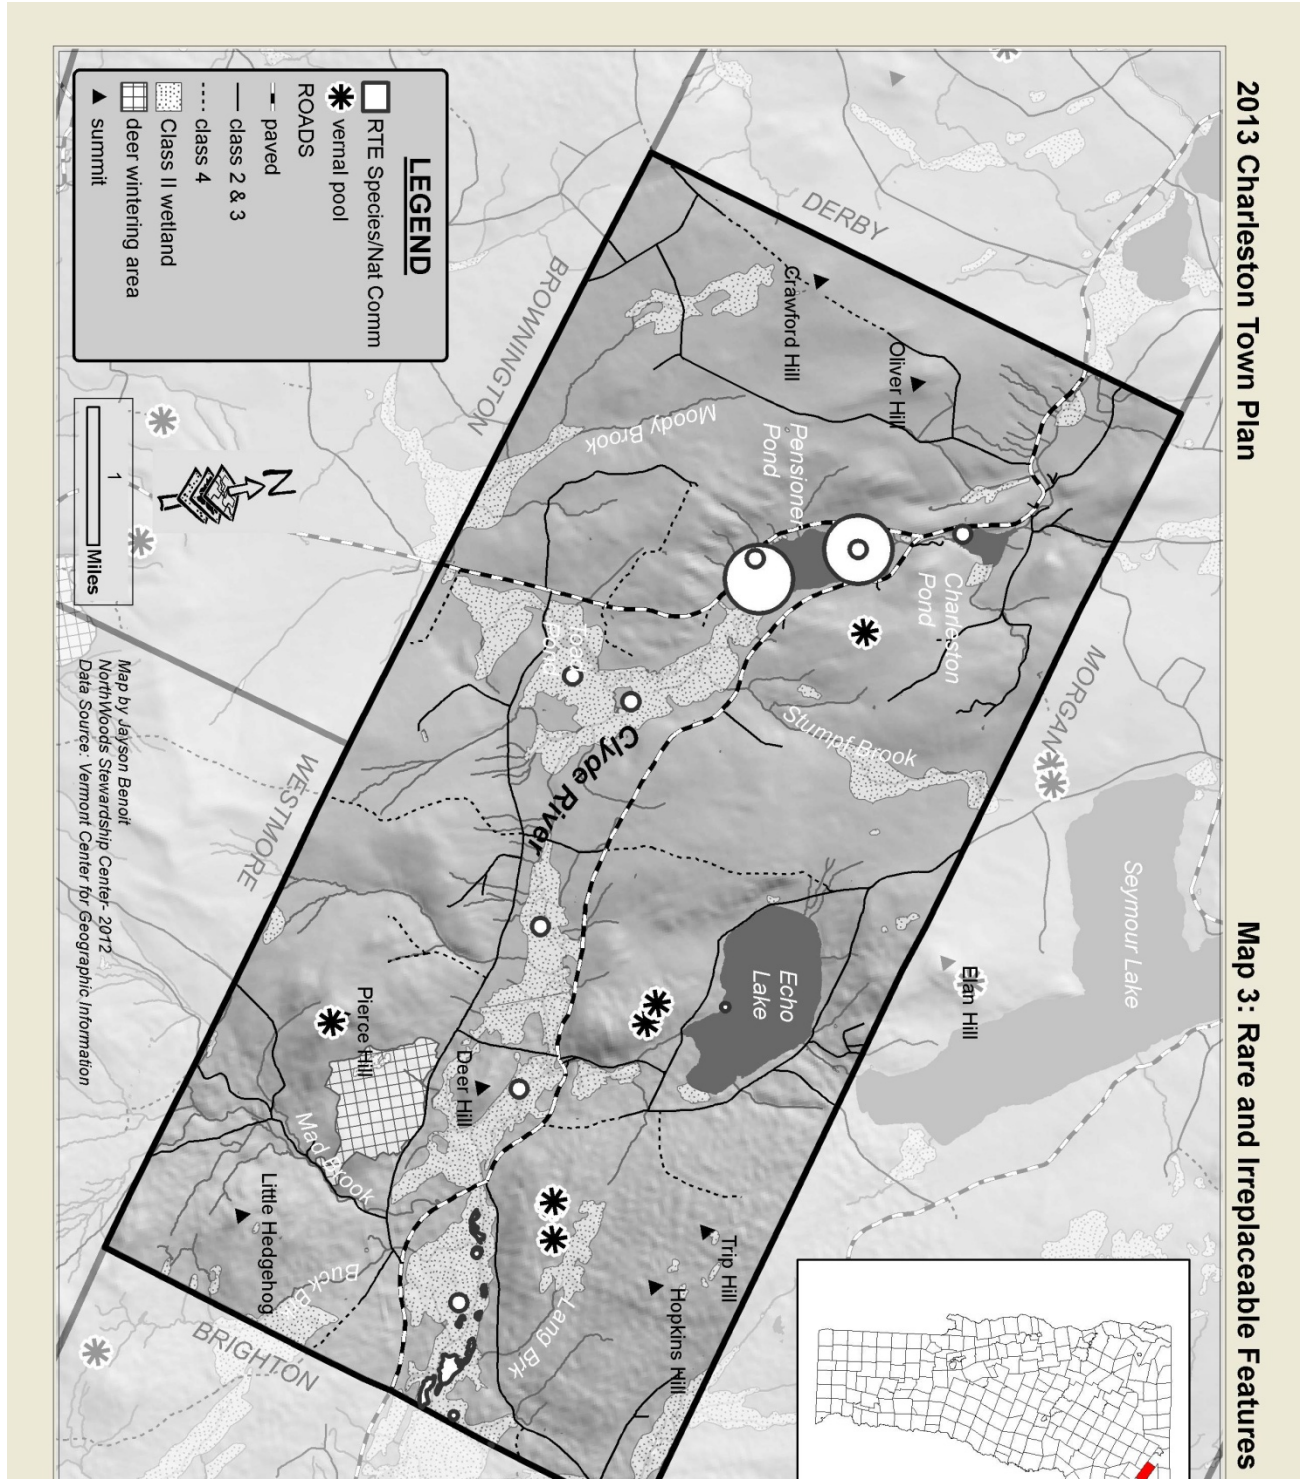 2013 Charleston Town Plan
Map 3: Rare and Irreplaceable Features
LEGEND
RTE Species/Nat Comm
vernal pool
ROADS
paved
class 2 & 3
class 4
Class II wetland
deer wintering area
summit
DERBY
BROWNINGTON
MORGAN
WESTMORE
BRIGHTON
Crawford Hill
Oliver Hill
Moody Brook
Pensioner
Pond
Charleston
Pond
Toad
Pond
Clyde River
Stumpf Brook
Seymour Lake
Echo
Lake
Elan Hill
Pierce Hill
Deer Hill
Mad Brook
Little Hedgehog
Buck Brk
Lang Brk
Trip Hill
Hopkins Hill
N
1
Miles
Map by Jayson Benoit
NorthWoods Stewardship Center- 2012
Data Source: Vermont Center for Geographic Information